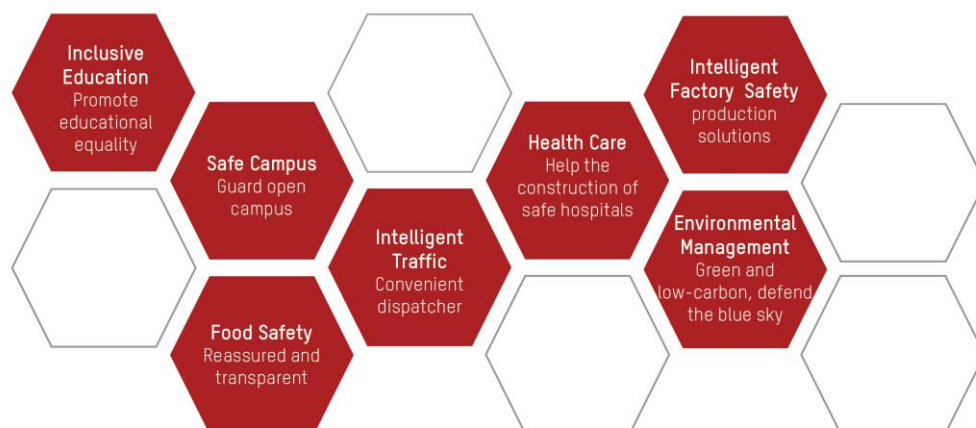 Inclusive
Education
Promote
educational
equality
Safe Campus
Guard open
campus
Food Safety
Reassured and
transparent
Intelligent
Traffic
Convenient
dispatcher
Health Care
Help the
construction of
safe hospitals
Intelligent
Factory Safety
production
solutions
Environmental
Management
Green and
low-carbon, defend
the blue sky